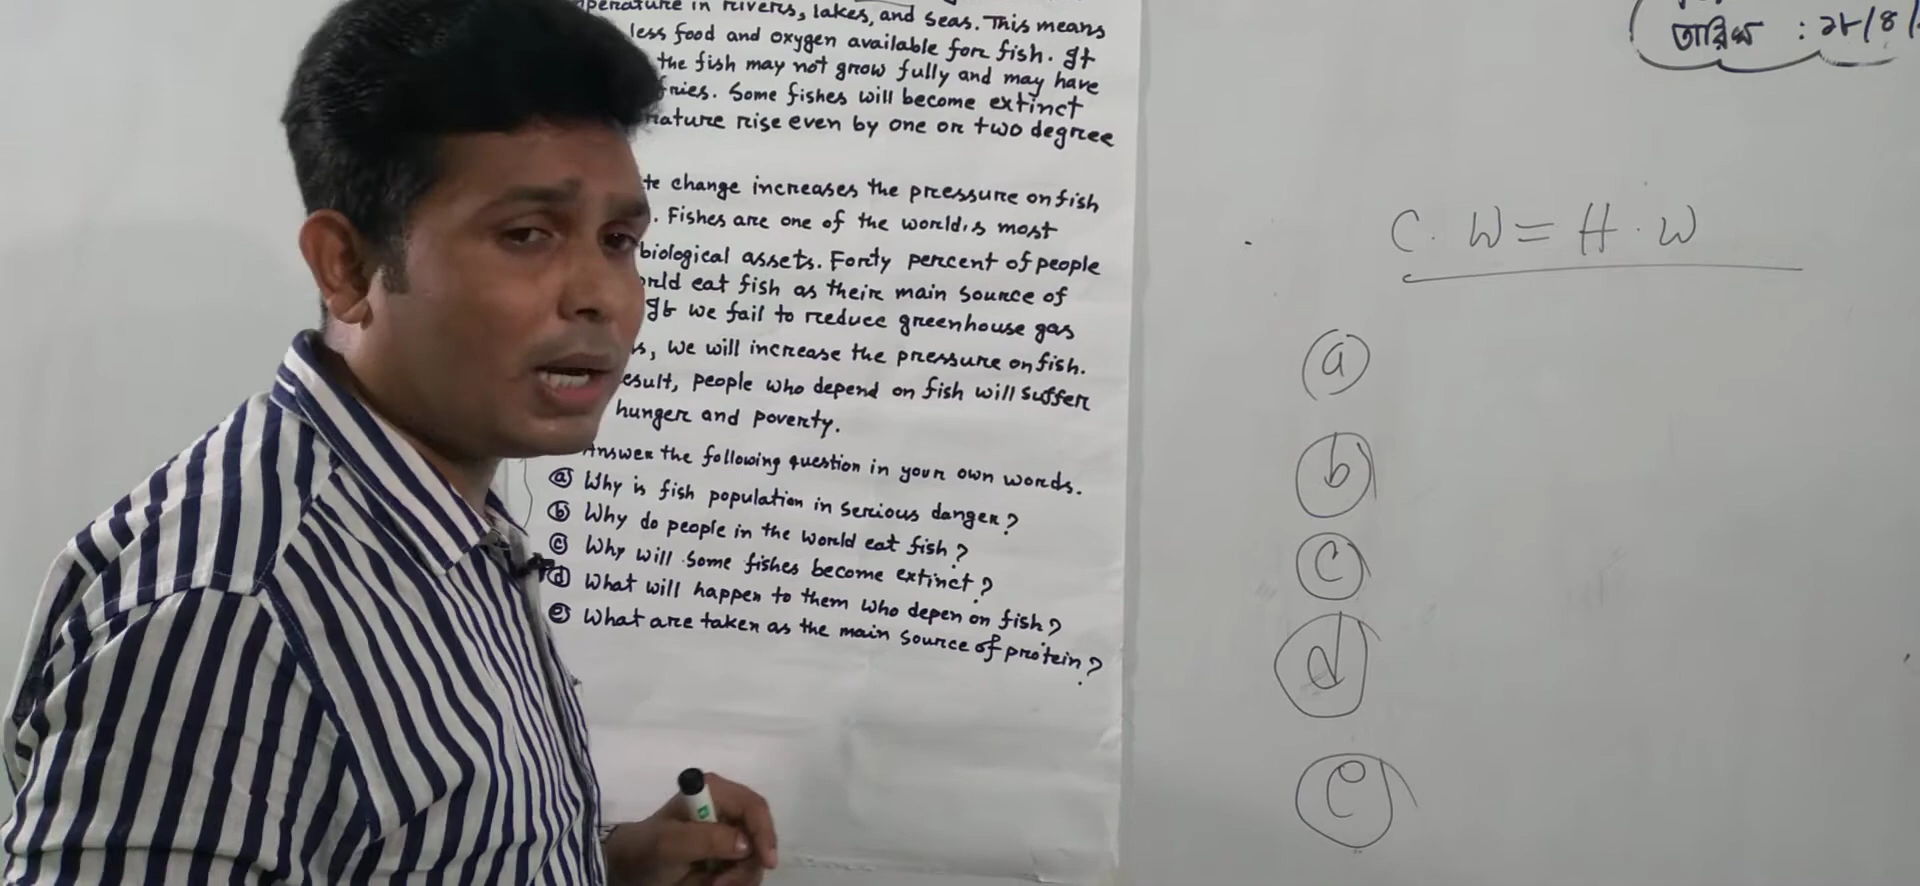 in rivers, lakes, and seas. This means
less food and oxygen available for fish. It
the fish may not grow fully and may have
fries. Some fishes will become extinct
rise even by one or two degree
change increases the pressure on fish
. Fishes are one of the world,s most
biological assets. Forty percent of people
eat fish as their main source of
If we fail to reduce greenhouse gas
, we will increase the pressure on fish.
, people who depend on fish will suffer
hunger and poverty.
Answer the following question in your own words.
a Why is fish population in serious danger?
b Why do people in the world eat fish?
c Why will some fishes become extinct?
d What will happen to them who depen on fish?
e What are taken as the main source of protein?
তারিখ : ২৮/৪/
C. W = H. W
a
b
c
d
e